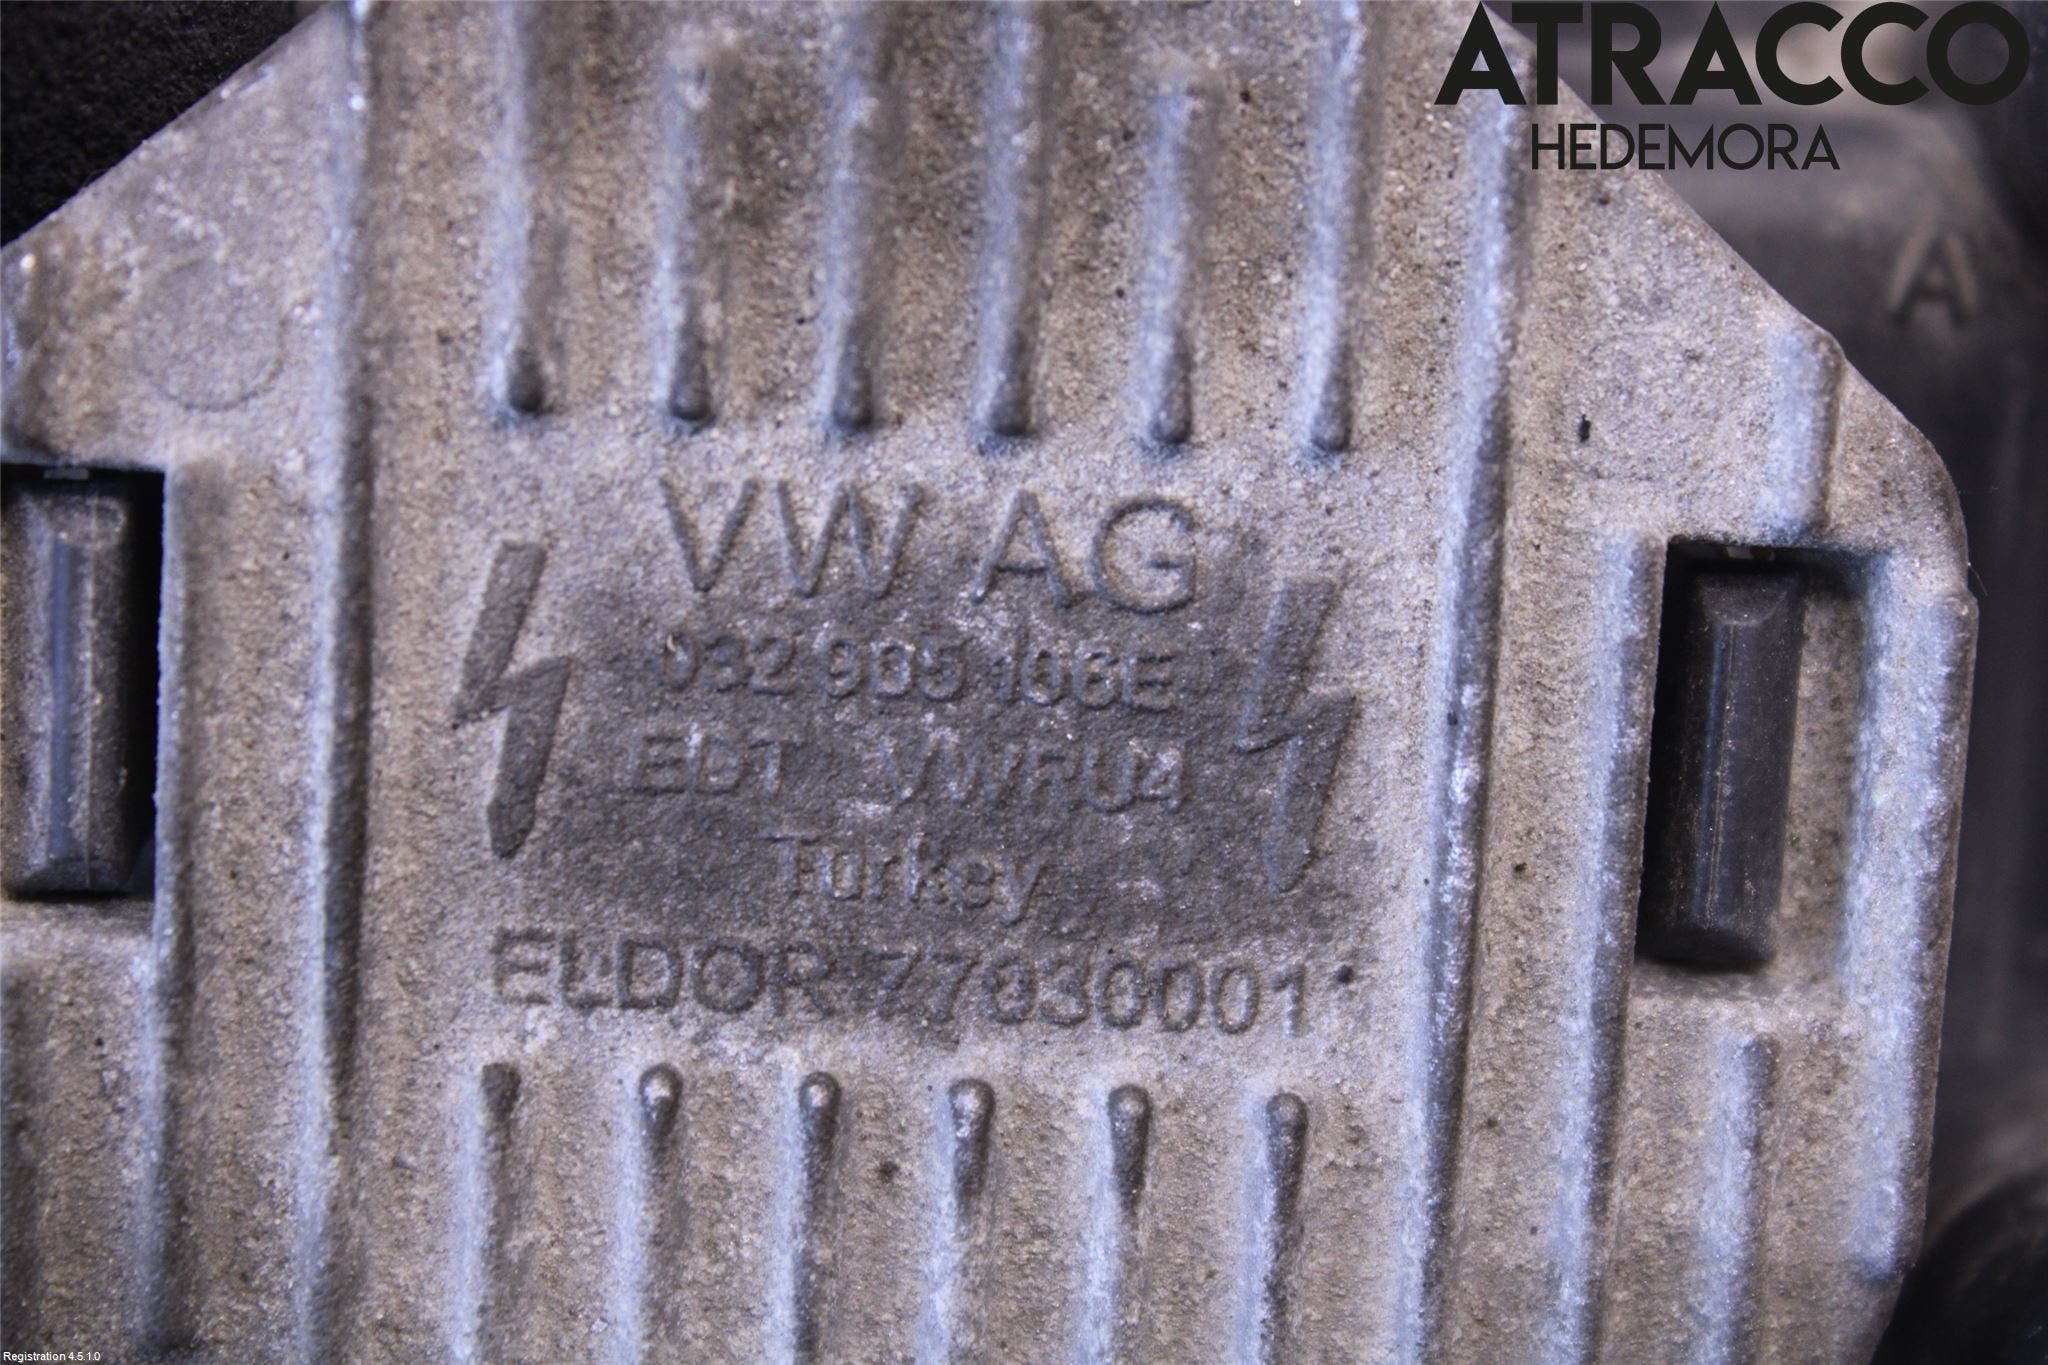 ATRACCO
HEDEMORA
A
VW AG
032 905 106E
EDT VWRU4
Turkey
ELDOR 77030001
Registration 4.5.1.0